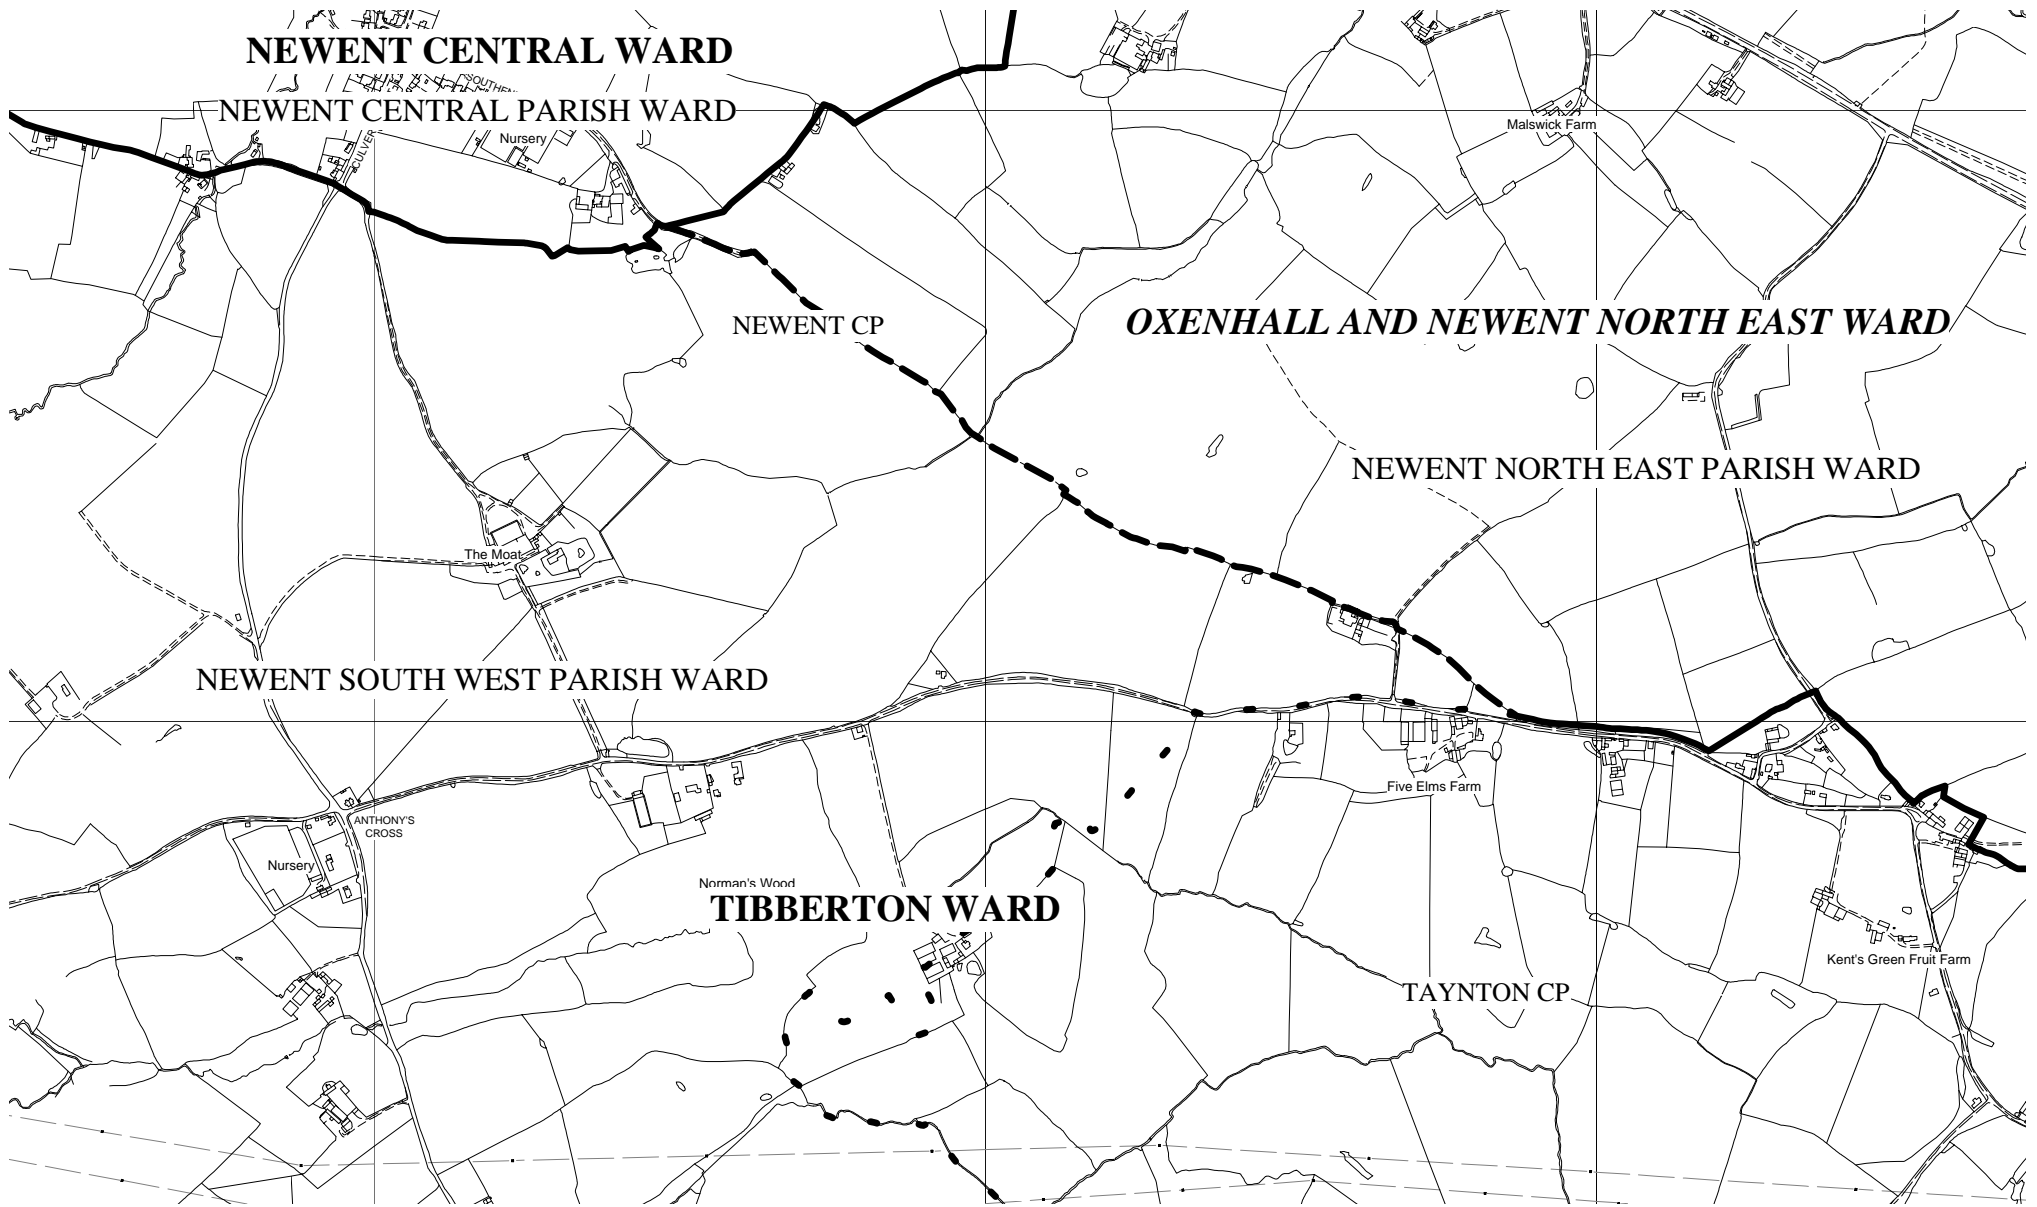 NEWENT CENTRAL WARD
NEWENT CENTRAL PARISH WARD
Nursery
CULVER
Malswick Farm
NEWENT CP
OXENHALL AND NEWENT NORTH EAST WARD
NEWENT NORTH EAST PARISH WARD
The Moat
NEWENT SOUTH WEST PARISH WARD
Five Elms Farm
ANTHONY'S
CROSS
Nursery
Norman's Wood
TIBBERTON WARD
Kent's Green Fruit Farm
TAYNTON CP